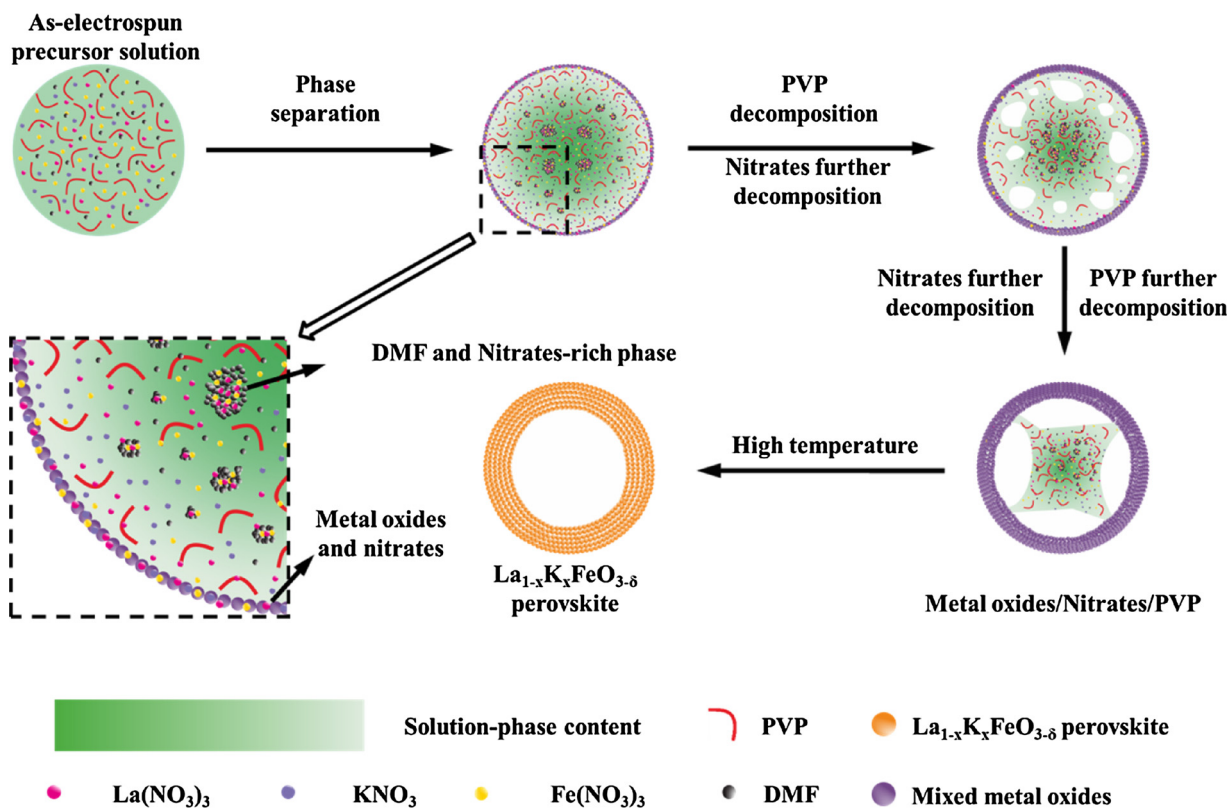 As-electrospun
precursor solution
Phase
separation
PVP
decomposition
Nitrates further
decomposition
Nitrates further
decomposition
PVP further
decomposition
DMF and Nitrates-rich phase
Metal oxides
and nitrates
High temperature
La₁₋ₓKₓFeO₃₋δ
perovskite
Metal oxides/Nitrates/PVP
Solution-phase content
PVP
La₁₋ₓKₓFeO₃₋δ perovskite
La(NO₃)₃
KNO₃
Fe(NO₃)₃
DMF
Mixed metal oxides